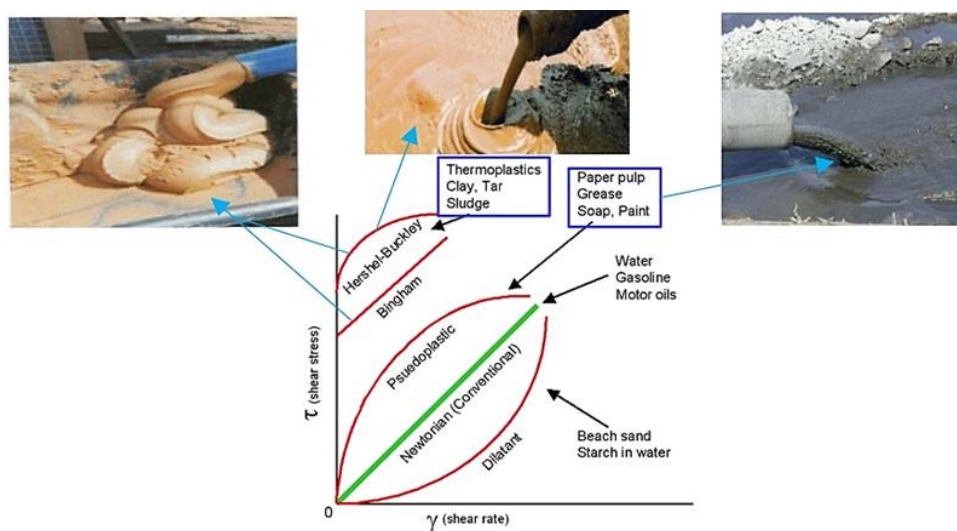 Thermoplastics
Clay, Tar
Sludge
Paper pulp
Grease
Soap, Paint
Water
Gasoline
Motor oils
Hershel-Buckley
Bingham
Psuedoplastic
Newtonian (Conventional)
Dilatant
Beach sand
Starch in water
τ (shear stress)
0
γ (shear rate)